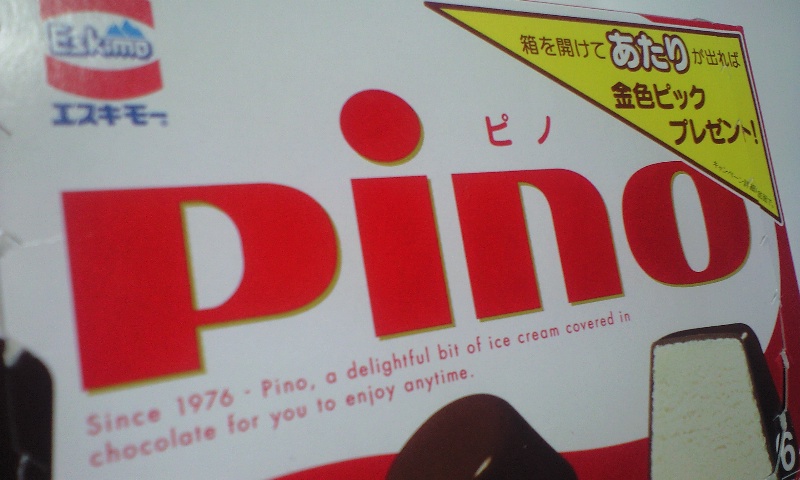 Eskimo
エスキモー
箱を開けてあたりが出れば
金色ピック
プレゼント!
ピノ
pino
Since 1976 - Pino, a delightful bit of ice cream covered in
chocolate for you to enjoy anytime.